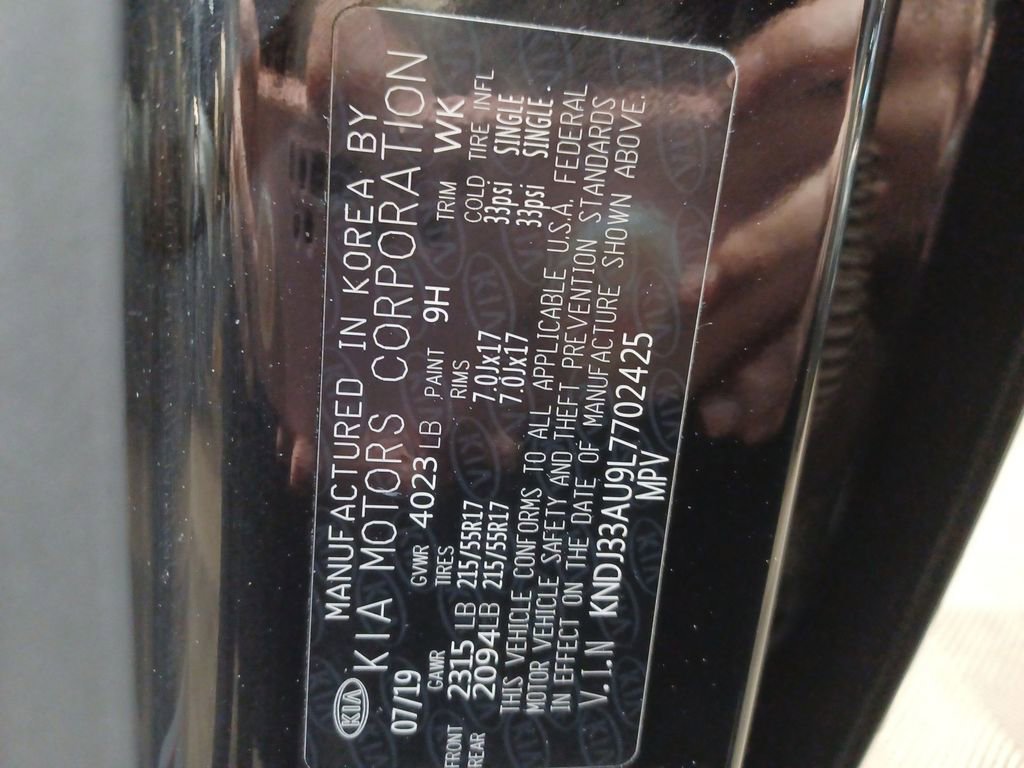 KIA MANUFACTURED IN KOREA BY
KIA MOTORS CORPORATION
07/19 GVWR 4023 LB PAINT 9H TRIM WK
GAWR TIRES RIMS COLD TIRE INFL
FRONT 2315 LB 215/55R17 7.0Jx17 33psi SINGLE
REAR 2094LB 215/55R17 7.0Jx17 33psi SINGLE.
THIS VEHICLE CONFORMS TO ALL APPLICABLE U.S.A. FEDERAL
MOTOR VEHICLE SAFETY AND THEFT PREVENTION STANDARDS
IN EFFECT ON THE DATE OF MANUFACTURE SHOWN ABOVE.
V.I.N KNDJ33AU9L7702425
MPV